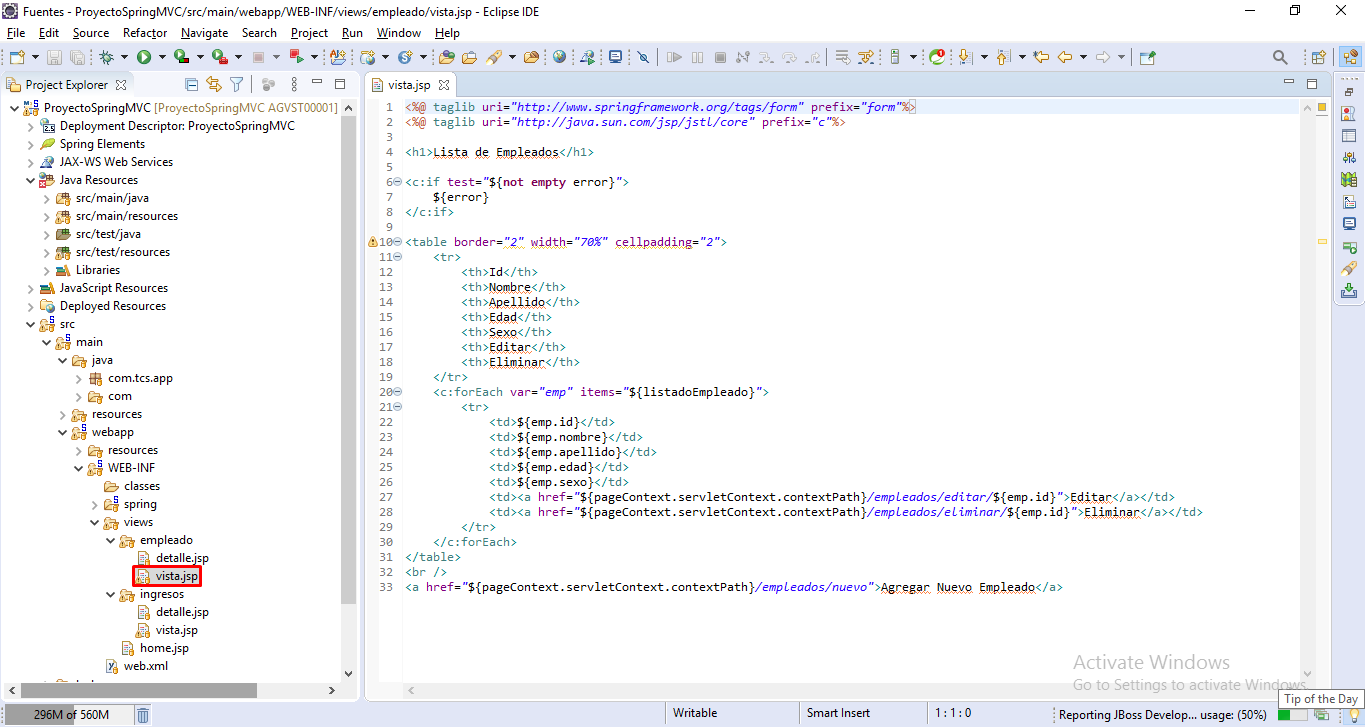 Fuentes - ProyectoSpringMVC/src/main/webapp/WEB-INF/views/empleado/vista.jsp - Eclipse IDE
File Edit Source Refactor Navigate Search Project Run Window Help
Project Explorer
ProyectoSpringMVC [ProyectoSpringMVC AGVST00001]
Deployment Descriptor: ProyectoSpringMVC
Spring Elements
JAX-WS Web Services
Java Resources
src/main/java
src/main/resources
src/test/java
src/test/resources
Libraries
JavaScript Resources
Deployed Resources
src
main
java
com.tcs.app
com
resources
webapp
resources
WEB-INF
classes
spring
views
empleado
detalle.jsp
vista.jsp
ingresos
detalle.jsp
vista.jsp
home.jsp
web.xml
vista.jsp
1 <%@ taglib uri="http://www.springframework.org/tags/form" prefix="form"%>
2 <%@ taglib uri="http://java.sun.com/jsp/jstl/core" prefix="c"%>
3
4 <h1>Lista de Empleados</h1>
5
6 <c:if test="${not empty error}">
7 ${error}
8 </c:if>
9
10 <table border="2" width="70%" cellpadding="2">
11 <tr>
12 <th>Id</th>
13 <th>Nombre</th>
14 <th>Apellido</th>
15 <th>Edad</th>
16 <th>Sexo</th>
17 <th>Editar</th>
18 <th>Eliminar</th>
19 </tr>
20 <c:forEach var="emp" items="${listadoEmpleado}">
21 <tr>
22 <td>${emp.id}</td>
23 <td>${emp.nombre}</td>
24 <td>${emp.apellido}</td>
25 <td>${emp.edad}</td>
26 <td>${emp.sexo}</td>
27 <td><a href="${pageContext.servletContext.contextPath}/empleados/editar/${emp.id}">Editar</a></td>
28 <td><a href="${pageContext.servletContext.contextPath}/empleados/eliminar/${emp.id}">Eliminar</a></td>
29 </tr>
30 </c:forEach>
31 </table>
32 <br />
33 <a href="${pageContext.servletContext.contextPath}/empleados/nuevo">Agregar Nuevo Empleado</a>
Activate Windows
Go to Settings to activate Windows.
Tip of the Day
296M of 560M
Writable
Smart Insert
1 : 1 : 0
Reporting JBoss Develop... usage: (50%)